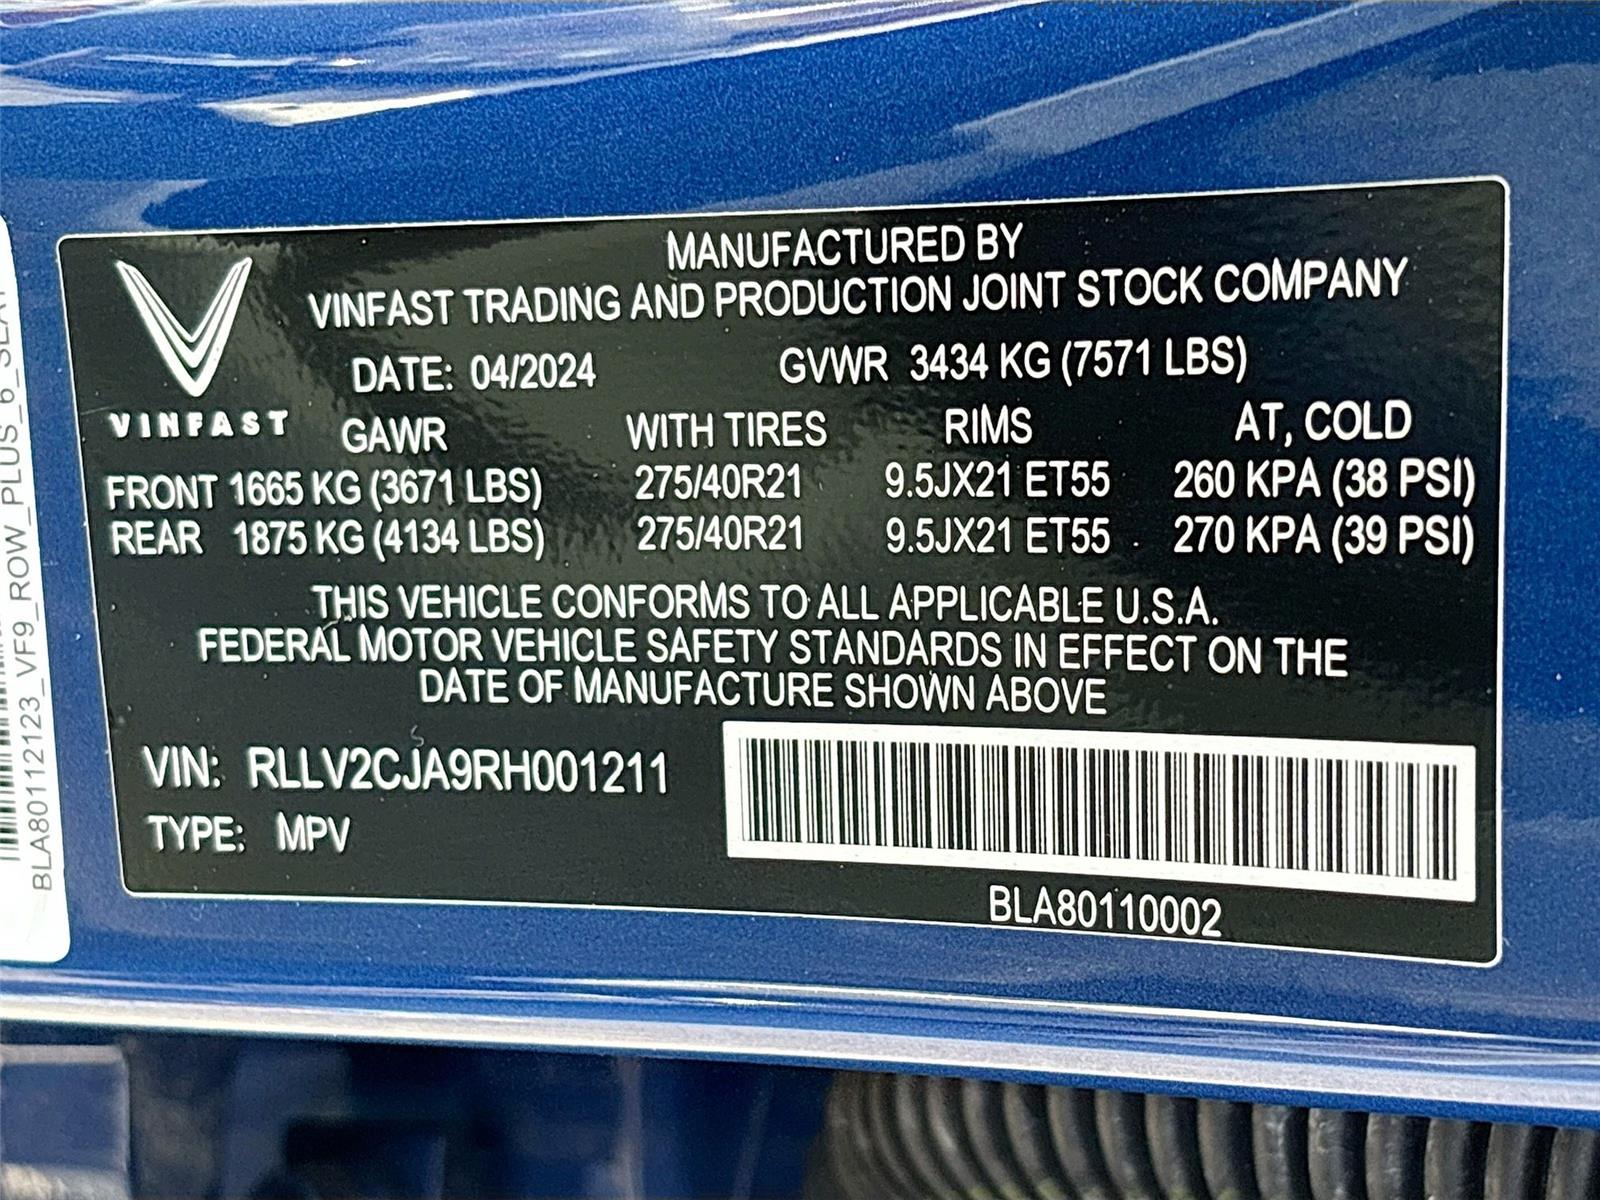 MANUFACTURED BY
VINFAST TRADING AND PRODUCTION JOINT STOCK COMPANY
DATE: 04/2024 GVWR 3434 KG (7571 LBS)
VINFAST
GAWR WITH TIRES RIMS AT, COLD
FRONT 1665 KG (3671 LBS) 275/40R21 9.5JX21 ET55 260 KPA (38 PSI)
REAR 1875 KG (4134 LBS) 275/40R21 9.5JX21 ET55 270 KPA (39 PSI)
THIS VEHICLE CONFORMS TO ALL APPLICABLE U.S.A.
FEDERAL MOTOR VEHICLE SAFETY STANDARDS IN EFFECT ON THE
DATE OF MANUFACTURE SHOWN ABOVE
VIN: RLLV2CJA9RH001211
TYPE: MPV
BLA80110002
BLA80112123_VF9_ROW_PLUS_6_SEAT